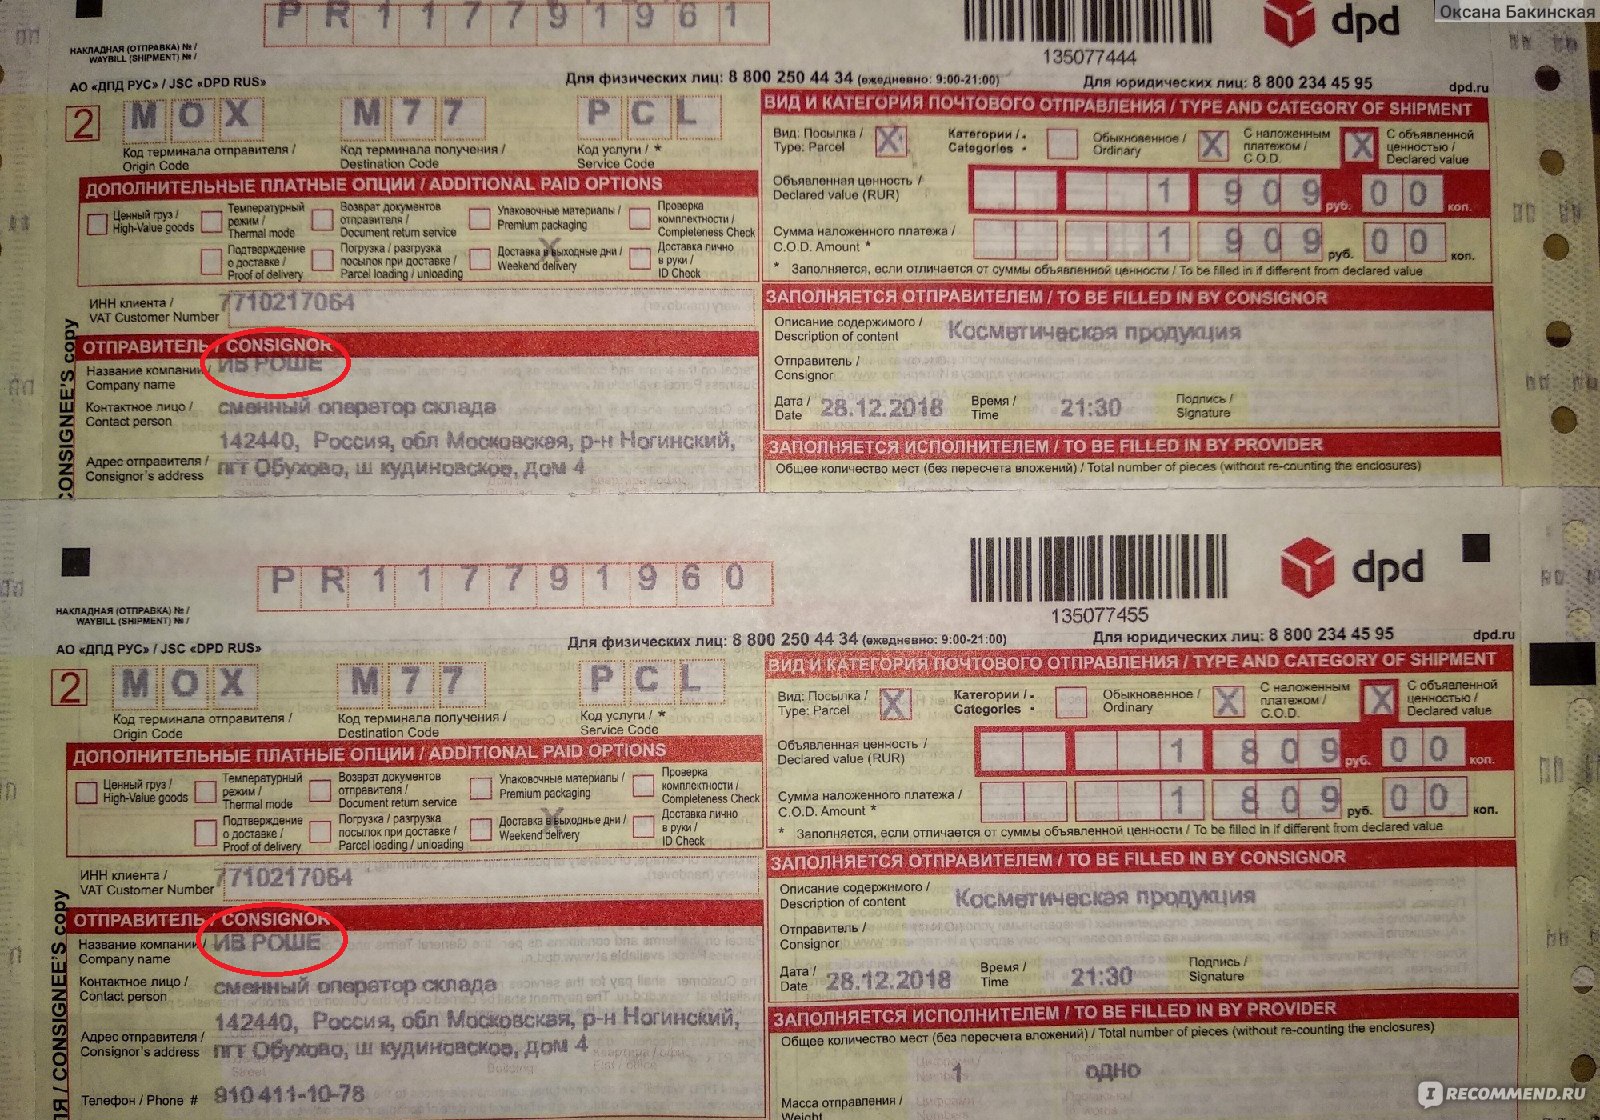 Оксана Бакинская
PR117791961
НАКЛАДНАЯ (ОТПРАВКА) № /
WAYBILL (SHIPMENT) № /
135077444
dpd
АО «ДПД РУС» / JSC «DPD RUS»
Для физических лиц: 8 800 250 44 34 (ежедневно: 9:00-21:00)
Для юридических лиц: 8 800 234 45 95
dpd.ru
2
MOX M77 PCL
Код терминала отправителя /
Origin Code
Код терминала получения /
Destination Code
Код услуги / *
Service Code
ДОПОЛНИТЕЛЬНЫЕ ПЛАТНЫЕ ОПЦИИ / ADDITIONAL PAID OPTIONS
Ценный груз /
High-Value goods
Температурный
режим /
Thermal mode
Возврат документов
отправителя /
Document return service
Упаковочные материалы /
Premium packaging
Проверка
комплектности /
Completeness Check
Подтверждение
о доставке /
Proof of delivery
Погрузка / разгрузка
посылок при доставке /
Parcel loading / unloading
Доставка в выходные дни /
Weekend delivery
X
Доставка лично
в руки /
ID Check
ИНН клиента /
VAT Customer Number
7710217064
CONSIGNEE'S copy
ОТПРАВИТЕЛЬ / CONSIGNOR
Название компании /
Company name
ИВ РОШЕ
Контактное лицо /
Contact person
сменный оператор склада
Адрес отправителя /
Consignor's address
142440, Россия, обл Московская, р-н Ногинский,
пгт Обухово, ш кудиновское, дом 4
ВИД И КАТЕГОРИЯ ПОЧТОВОГО ОТПРАВЛЕНИЯ / TYPE AND CATEGORY OF SHIPMENT
Вид: Посылка /
Type: Parcel
X
Категории /
Categories
Обыкновенное /
Ordinary
X
С наложенным
платежом /
C.O.D.
X
С объявленной
ценностью /
Declared value
Объявленная ценность /
Declared value (RUR)
1 909 руб. 00 коп.
Сумма наложенного платежа /
C.O.D. Amount *
1 909 руб. 00 коп.
* Заполняется, если отличается от суммы объявленной ценности / To be filled in if different from declared value
ЗАПОЛНЯЕТСЯ ОТПРАВИТЕЛЕМ / TO BE FILLED IN BY CONSIGNOR
Описание содержимого /
Description of content
Косметическая продукция
Отправитель /
Consignor
Дата /
Date
28.12.2018
Время /
Time
21:30
Подпись /
Signature
ЗАПОЛНЯЕТСЯ ИСПОЛНИТЕЛЕМ / TO BE FILLED IN BY PROVIDER
Общее количество мест (без пересчета вложений) / Total number of pieces (without re-counting the enclosures)
PR117791960
НАКЛАДНАЯ (ОТПРАВКА) № /
WAYBILL (SHIPMENT) № /
135077455
dpd
АО «ДПД РУС» / JSC «DPD RUS»
Для физических лиц: 8 800 250 44 34 (ежедневно: 9:00-21:00)
Для юридических лиц: 8 800 234 45 95
dpd.ru
2
MOX M77 PCL
Код терминала отправителя /
Origin Code
Код терминала получения /
Destination Code
Код услуги / *
Service Code
ДОПОЛНИТЕЛЬНЫЕ ПЛАТНЫЕ ОПЦИИ / ADDITIONAL PAID OPTIONS
Ценный груз /
High-Value goods
Температурный
режим /
Thermal mode
Возврат документов
отправителя /
Document return service
Упаковочные материалы /
Premium packaging
Проверка
комплектности /
Completeness Check
Подтверждение
о доставке /
Proof of delivery
Погрузка / разгрузка
посылок при доставке /
Parcel loading / unloading
Доставка в выходные дни /
Weekend delivery
X
Доставка лично
в руки /
ID Check
ИНН клиента /
VAT Customer Number
7710217064
ЛЯ / CONSIGNEE'S copy
ОТПРАВИТЕЛЬ / CONSIGNOR
Название компании /
Company name
ИВ РОШЕ
Контактное лицо /
Contact person
сменный оператор склада
Адрес отправителя /
Consignor's address
142440, Россия, обл Московская, р-н Ногинский,
пгт Обухово, ш кудиновское, дом 4
Телефон / Phone #
910 411-10-78
ВИД И КАТЕГОРИЯ ПОЧТОВОГО ОТПРАВЛЕНИЯ / TYPE AND CATEGORY OF SHIPMENT
Вид: Посылка /
Type: Parcel
X
Категории /
Categories
Обыкновенное /
Ordinary
X
С наложенным
платежом /
C.O.D.
X
С объявленной
ценностью /
Declared value
Объявленная ценность /
Declared value (RUR)
1 809 руб. 00 коп.
Сумма наложенного платежа /
C.O.D. Amount *
1 809 руб. 00 коп.
* Заполняется, если отличается от суммы объявленной ценности / To be filled in if different from declared value
ЗАПОЛНЯЕТСЯ ОТПРАВИТЕЛЕМ / TO BE FILLED IN BY CONSIGNOR
Описание содержимого /
Description of content
Косметическая продукция
Отправитель /
Consignor
Дата /
Date
28.12.2018
Время /
Time
21:30
Подпись /
Signature
ЗАПОЛНЯЕТСЯ ИСПОЛНИТЕЛЕМ / TO BE FILLED IN BY PROVIDER
Общее количество мест (без пересчета вложений) / Total number of pieces (without re-counting the enclosures)
1 одно
Масса отправления /
Weight
IRECOMMEND.RU